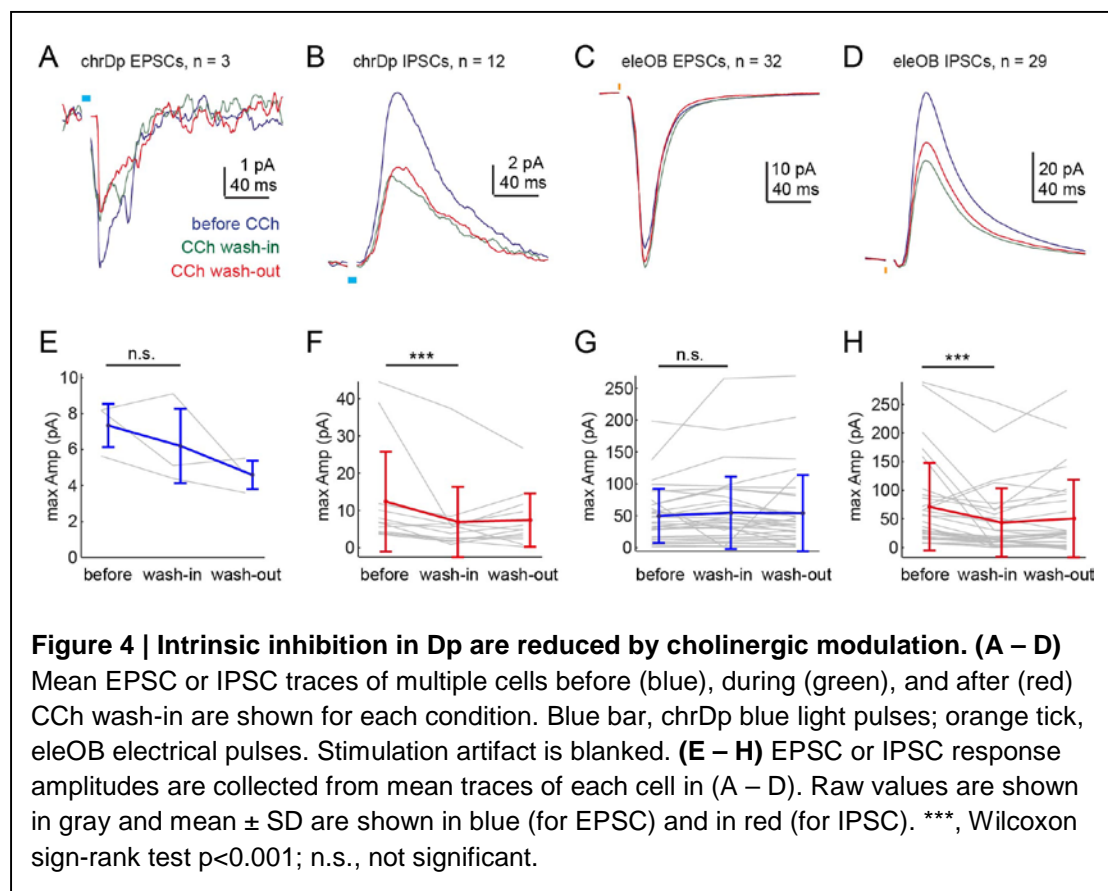 A chrDp EPSCs, n = 3
B chrDp IPSCs, n = 12
C eleOB EPSCs, n = 32
D eleOB IPSCs, n = 29
1 pA
40 ms
2 pA
40 ms
10 pA
40 ms
20 pA
40 ms
before CCh
CCh wash-in
CCh wash-out
E
n.s.
max Amp (pA)
10
8
6
4
2
0
before wash-in wash-out
F
***
max Amp (pA)
40
30
20
10
0
before wash-in wash-out
G
n.s.
max Amp (pA)
250
200
150
100
50
0
before wash-in wash-out
H
***
max Amp (pA)
250
200
150
100
50
0
before wash-in wash-out
Figure 4 | Intrinsic inhibition in Dp are reduced by cholinergic modulation. (A – D)
Mean EPSC or IPSC traces of multiple cells before (blue), during (green), and after (red)
CCh wash-in are shown for each condition. Blue bar, chrDp blue light pulses; orange tick,
eleOB electrical pulses. Stimulation artifact is blanked. (E – H) EPSC or IPSC response
amplitudes are collected from mean traces of each cell in (A – D). Raw values are shown
in gray and mean ± SD are shown in blue (for EPSC) and in red (for IPSC). ***, Wilcoxon
sign-rank test p<0.001; n.s., not significant.